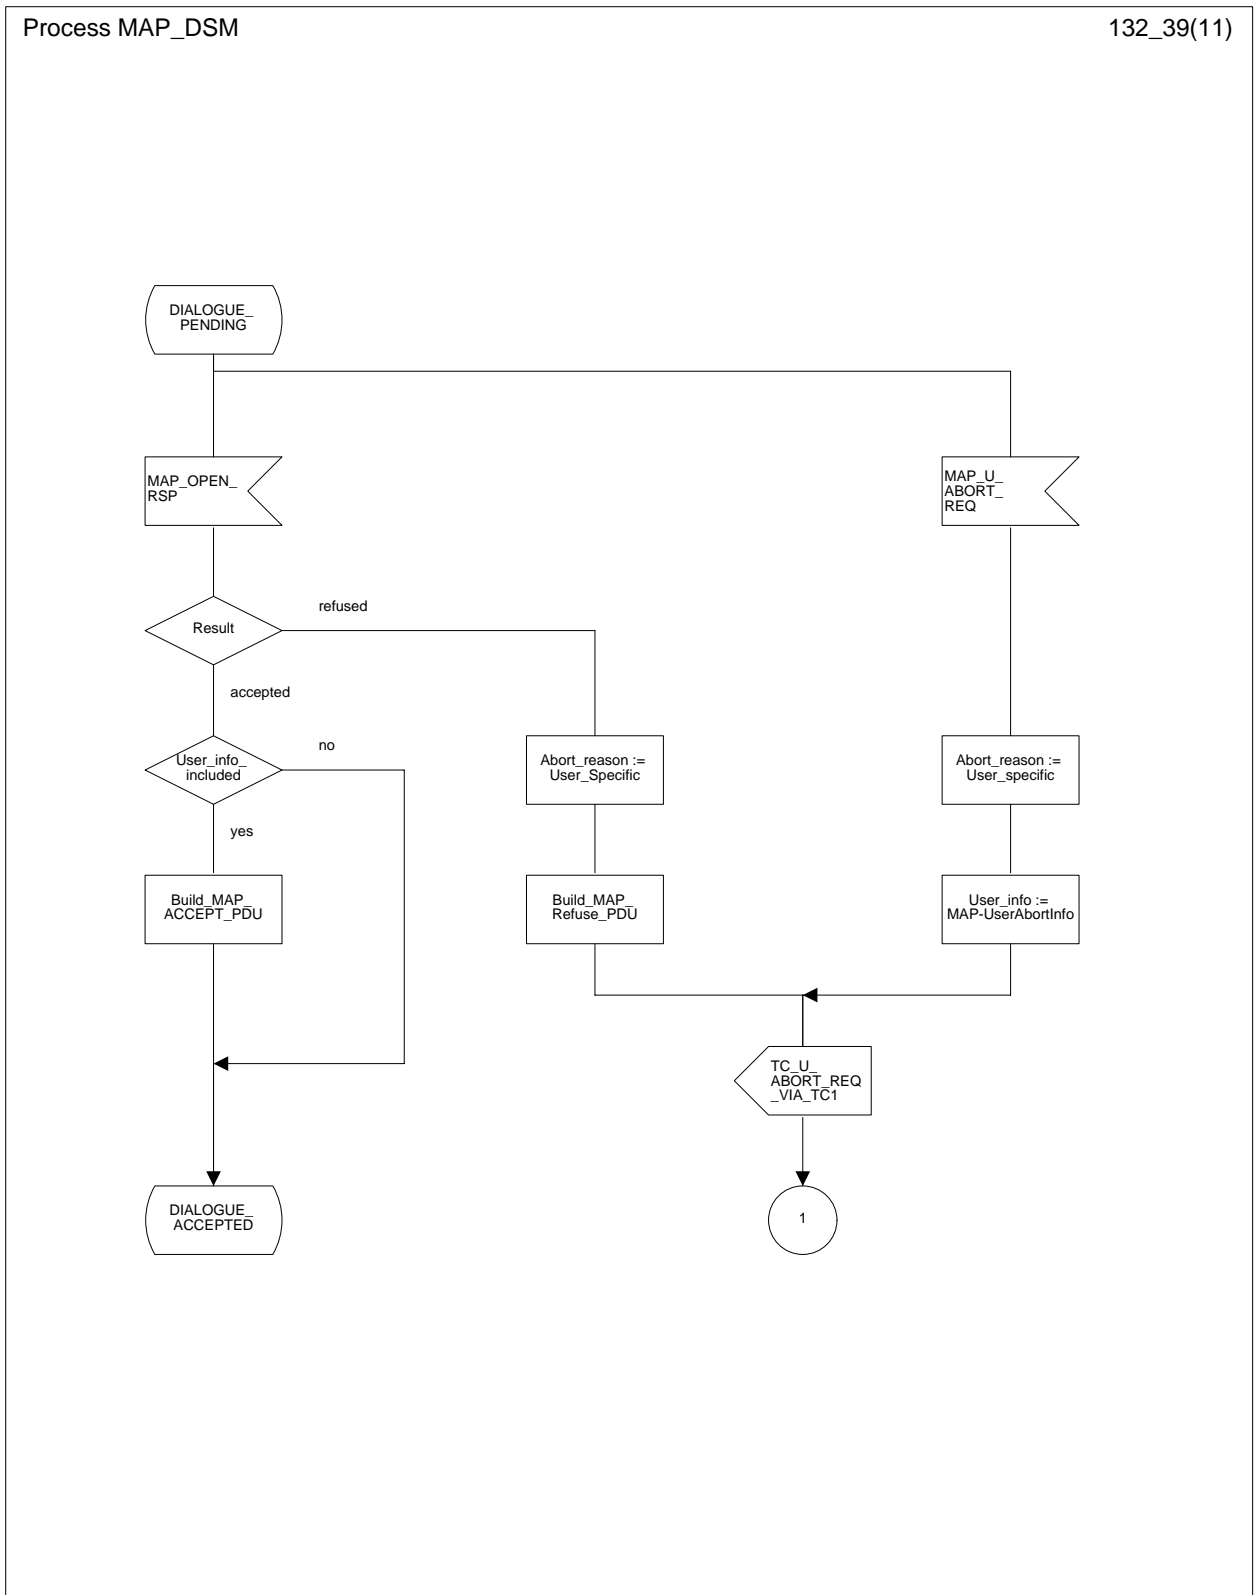 Process MAP_DSM
132_39(11)
DIALOGUE_
PENDING
MAP_OPEN_
RSP
MAP_U_
ABORT_
REQ
Result
refused
accepted
User_info_
included
no
yes
Abort_reason :=
User_Specific
Abort_reason :=
User_specific
Build_MAP_
ACCEPT_PDU
Build_MAP_
Refuse_PDU
User_info :=
MAP-UserAbortInfo
TC_U_
ABORT_REQ
_VIA_TC1
DIALOGUE_
ACCEPTED
1